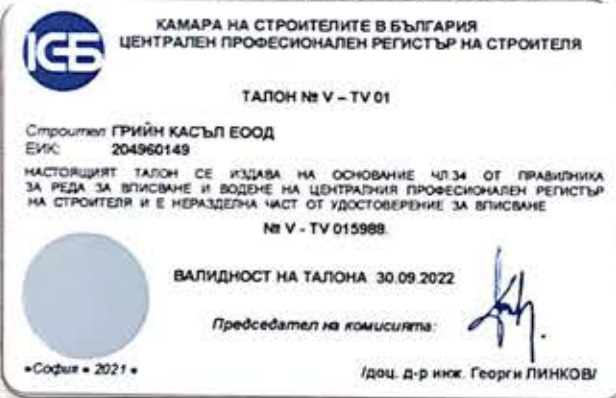 КСБ
КАМАРА НА СТРОИТЕЛИТЕ В БЪЛГАРИЯ
ЦЕНТРАЛЕН ПРОФЕСИОНАЛЕН РЕГИСТЪР НА СТРОИТЕЛЯ
ТАЛОН № V – TV 01
Строител ГРИЙН КАСЪЛ ЕООД
ЕИК: 204960149
НАСТОЯЩИЯТ ТАЛОН СЕ ИЗДАВА НА ОСНОВАНИЕ ЧЛ.34 ОТ ПРАВИЛНИКА
ЗА РЕДА ЗА ВПИСВАНЕ И ВОДЕНЕ НА ЦЕНТРАЛНИЯ ПРОФЕСИОНАЛЕН РЕГИСТЪР
НА СТРОИТЕЛЯ И Е НЕРАЗДЕЛНА ЧАСТ ОТ УДОСТОВЕРЕНИЕ ЗА ВПИСВАНЕ
№ V - TV 015988.
ВАЛИДНОСТ НА ТАЛОНА 30.09.2022
Председател на комисията:
•София • 2021 •
/доц. д-р инж. Георги ЛИНКОВ/